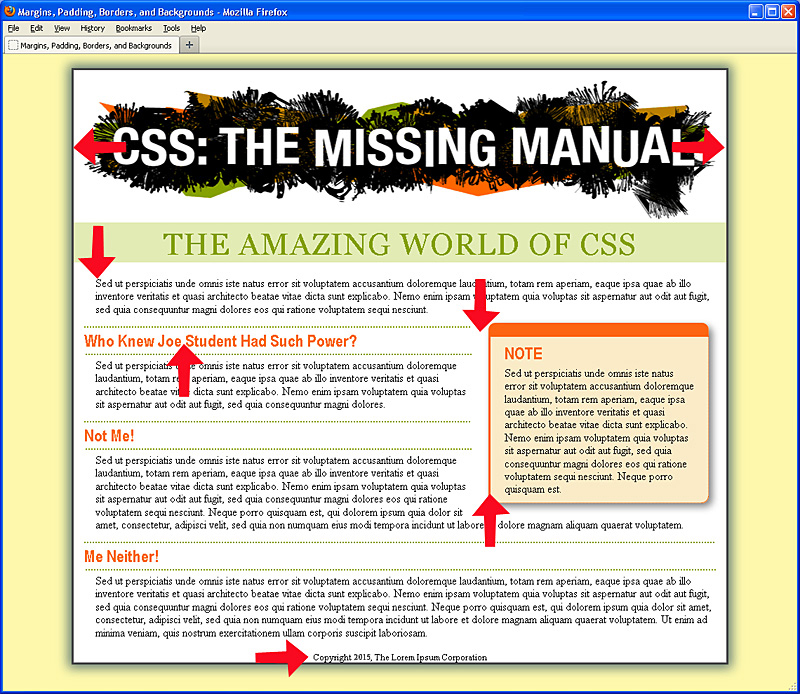 Margins, Padding, Borders, and Backgrounds - Mozilla Firefox
File Edit View History Bookmarks Tools Help
Margins, Padding, Borders, and Backgrounds +
CSS: THE MISSING MANUAL
THE AMAZING WORLD OF CSS
Sed ut perspiciatis unde omnis iste natus error sit voluptatem accusantium doloremque laudantium, totam rem aperiam, eaque ipsa quae ab illo
inventore veritatis et quasi architecto beatae vitae dicta sunt explicabo. Nemo enim ipsam voluptatem quia voluptas sit aspernatur aut odit aut fugit,
sed quia consequuntur magni dolores eos qui ratione voluptatem sequi nesciunt.
Who Knew Joe Student Had Such Power?
Sed ut perspiciatis unde omnis iste natus error sit voluptatem accusantium doloremque
laudantium, totam rem aperiam, eaque ipsa quae ab illo inventore veritatis et quasi
architecto beatae vitae dicta sunt explicabo. Nemo enim ipsam voluptatem quia voluptas
sit aspernatur aut odit aut fugit, sed quia consequuntur magni dolores.
NOTE
Sed ut perspiciatis unde omnis iste natus
error sit voluptatem accusantium doloremque
laudantium, totam rem aperiam, eaque ipsa
quae ab illo inventore veritatis et quasi
architecto beatae vitae dicta sunt explicabo.
Nemo enim ipsam voluptatem quia voluptas
sit aspernatur aut odit aut fugit, sed quia
consequuntur magni dolores eos qui ratione
voluptatem sequi nesciunt. Neque porro
quisquam est.
Not Me!
Sed ut perspiciatis unde omnis iste natus error sit voluptatem accusantium doloremque
laudantium, totam rem aperiam, eaque ipsa quae ab illo inventore veritatis et quasi
architecto beatae vitae dicta sunt explicabo. Nemo enim ipsam voluptatem quia voluptas
sit aspernatur aut odit aut fugit, sed quia consequuntur magni dolores eos qui ratione
voluptatem sequi nesciunt. Neque porro quisquam est, qui dolorem ipsum quia dolor sit
amet, consectetur, adipisci velit, sed quia non numquam eius modi tempora incidunt ut labore dolore magnam aliquam quaerat voluptatem.
Me Neither!
Sed ut perspiciatis unde omnis iste natus error sit voluptatem accusantium doloremque laudantium, totam rem aperiam, eaque ipsa quae ab illo
inventore veritatis et quasi architecto beatae vitae dicta sunt explicabo. Nemo enim ipsam voluptatem quia voluptas sit aspernatur aut odit aut fugit,
sed quia consequuntur magni dolores eos qui ratione voluptatem sequi nesciunt. Neque porro quisquam est, qui dolorem ipsum quia dolor sit amet,
consectetur, adipisci velit, sed quia non numquam eius modi tempora incidunt ut labore et dolore magnam aliquam quaerat voluptatem. Ut enim ad
minima veniam, quis nostrum exercitationem ullam corporis suscipit laboriosam.
Copyright 2015, The Lorem Ipsum Corporation